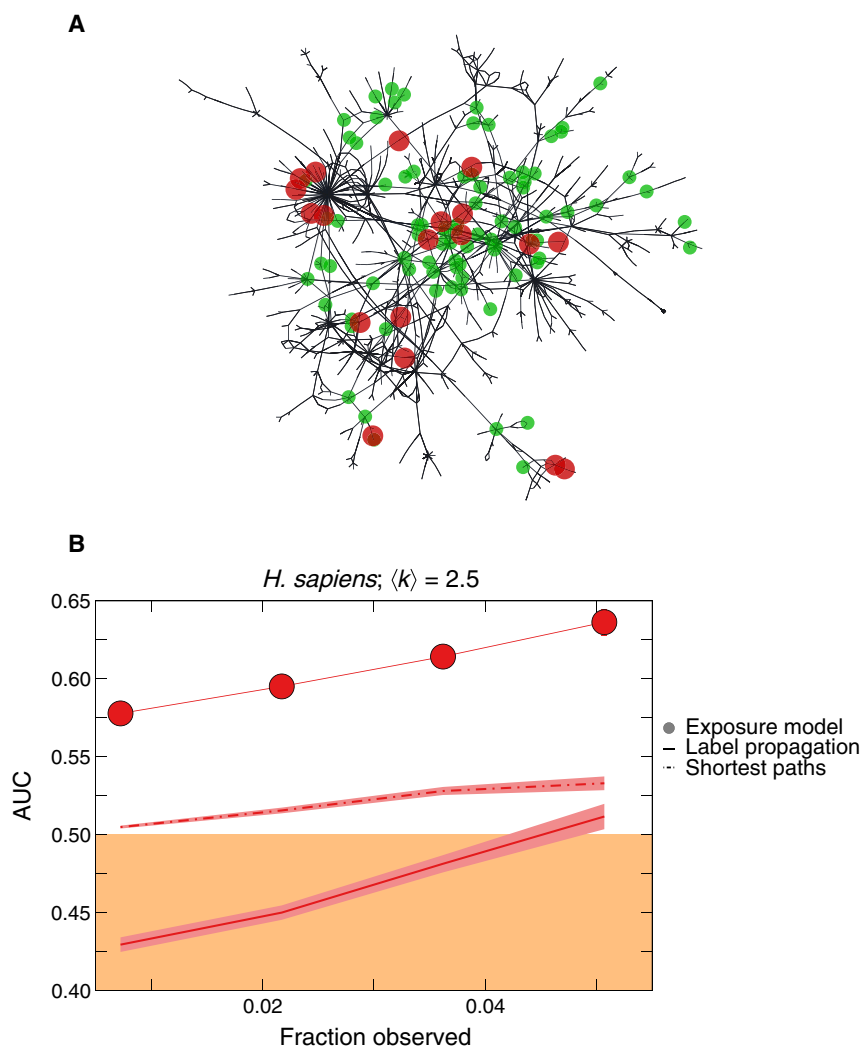 A
B
H. sapiens; ⟨k⟩ = 2.5
0.65
0.60
0.55
0.50
0.45
0.40
AUC
0.02
0.04
Fraction observed
Exposure model
Label propagation
Shortest paths